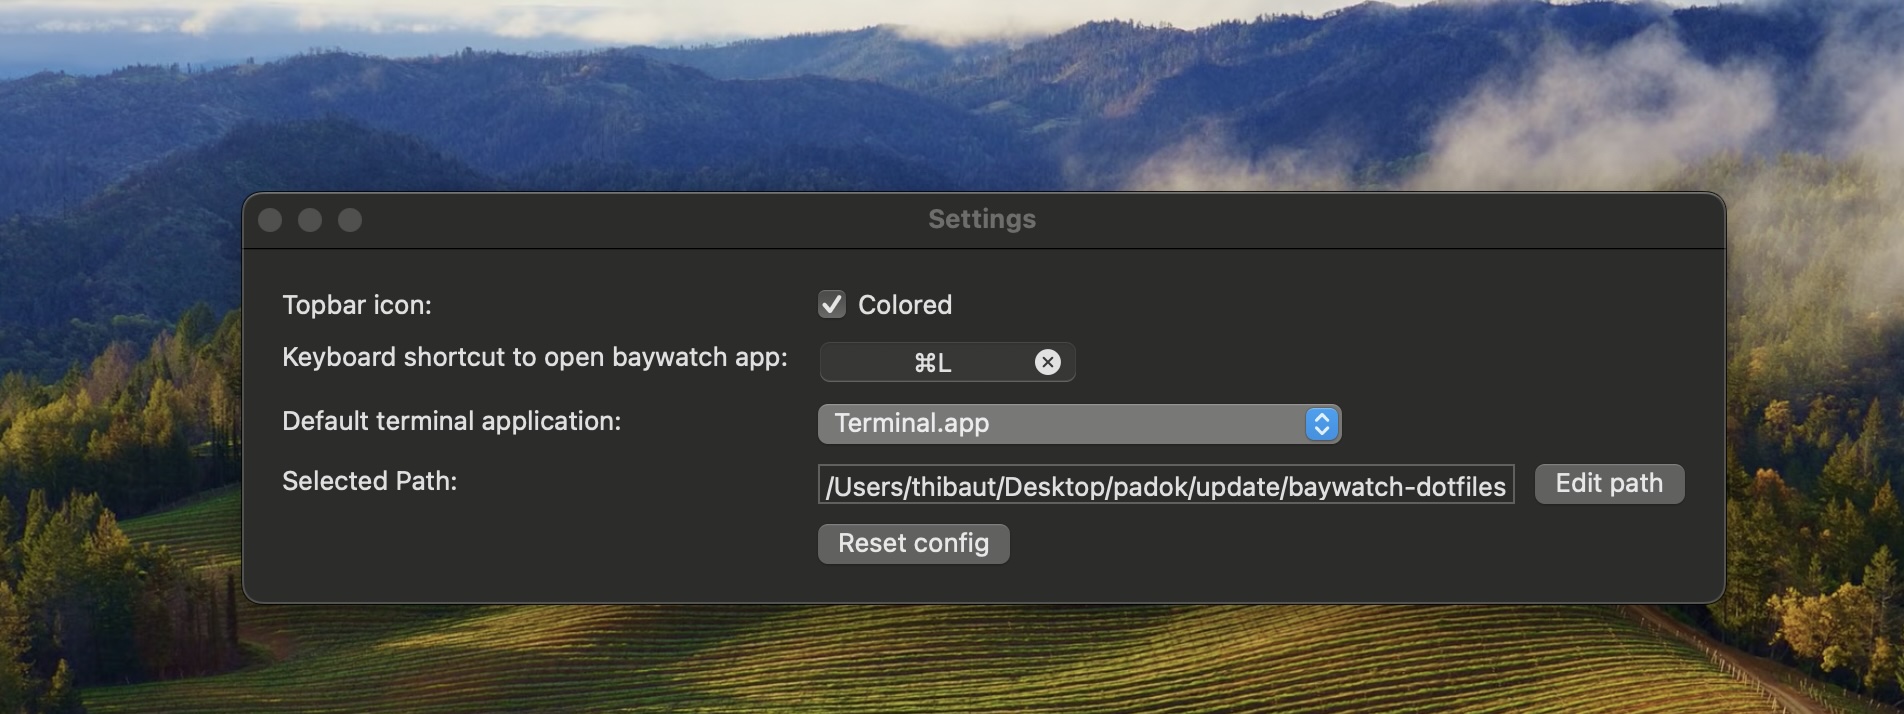 Settings
Topbar icon: Colored
Keyboard shortcut to open baywatch app: ⌘L
Default terminal application: Terminal.app
Selected Path: /Users/thibaut/Desktop/padok/update/baywatch-dotfiles Edit path
Reset config